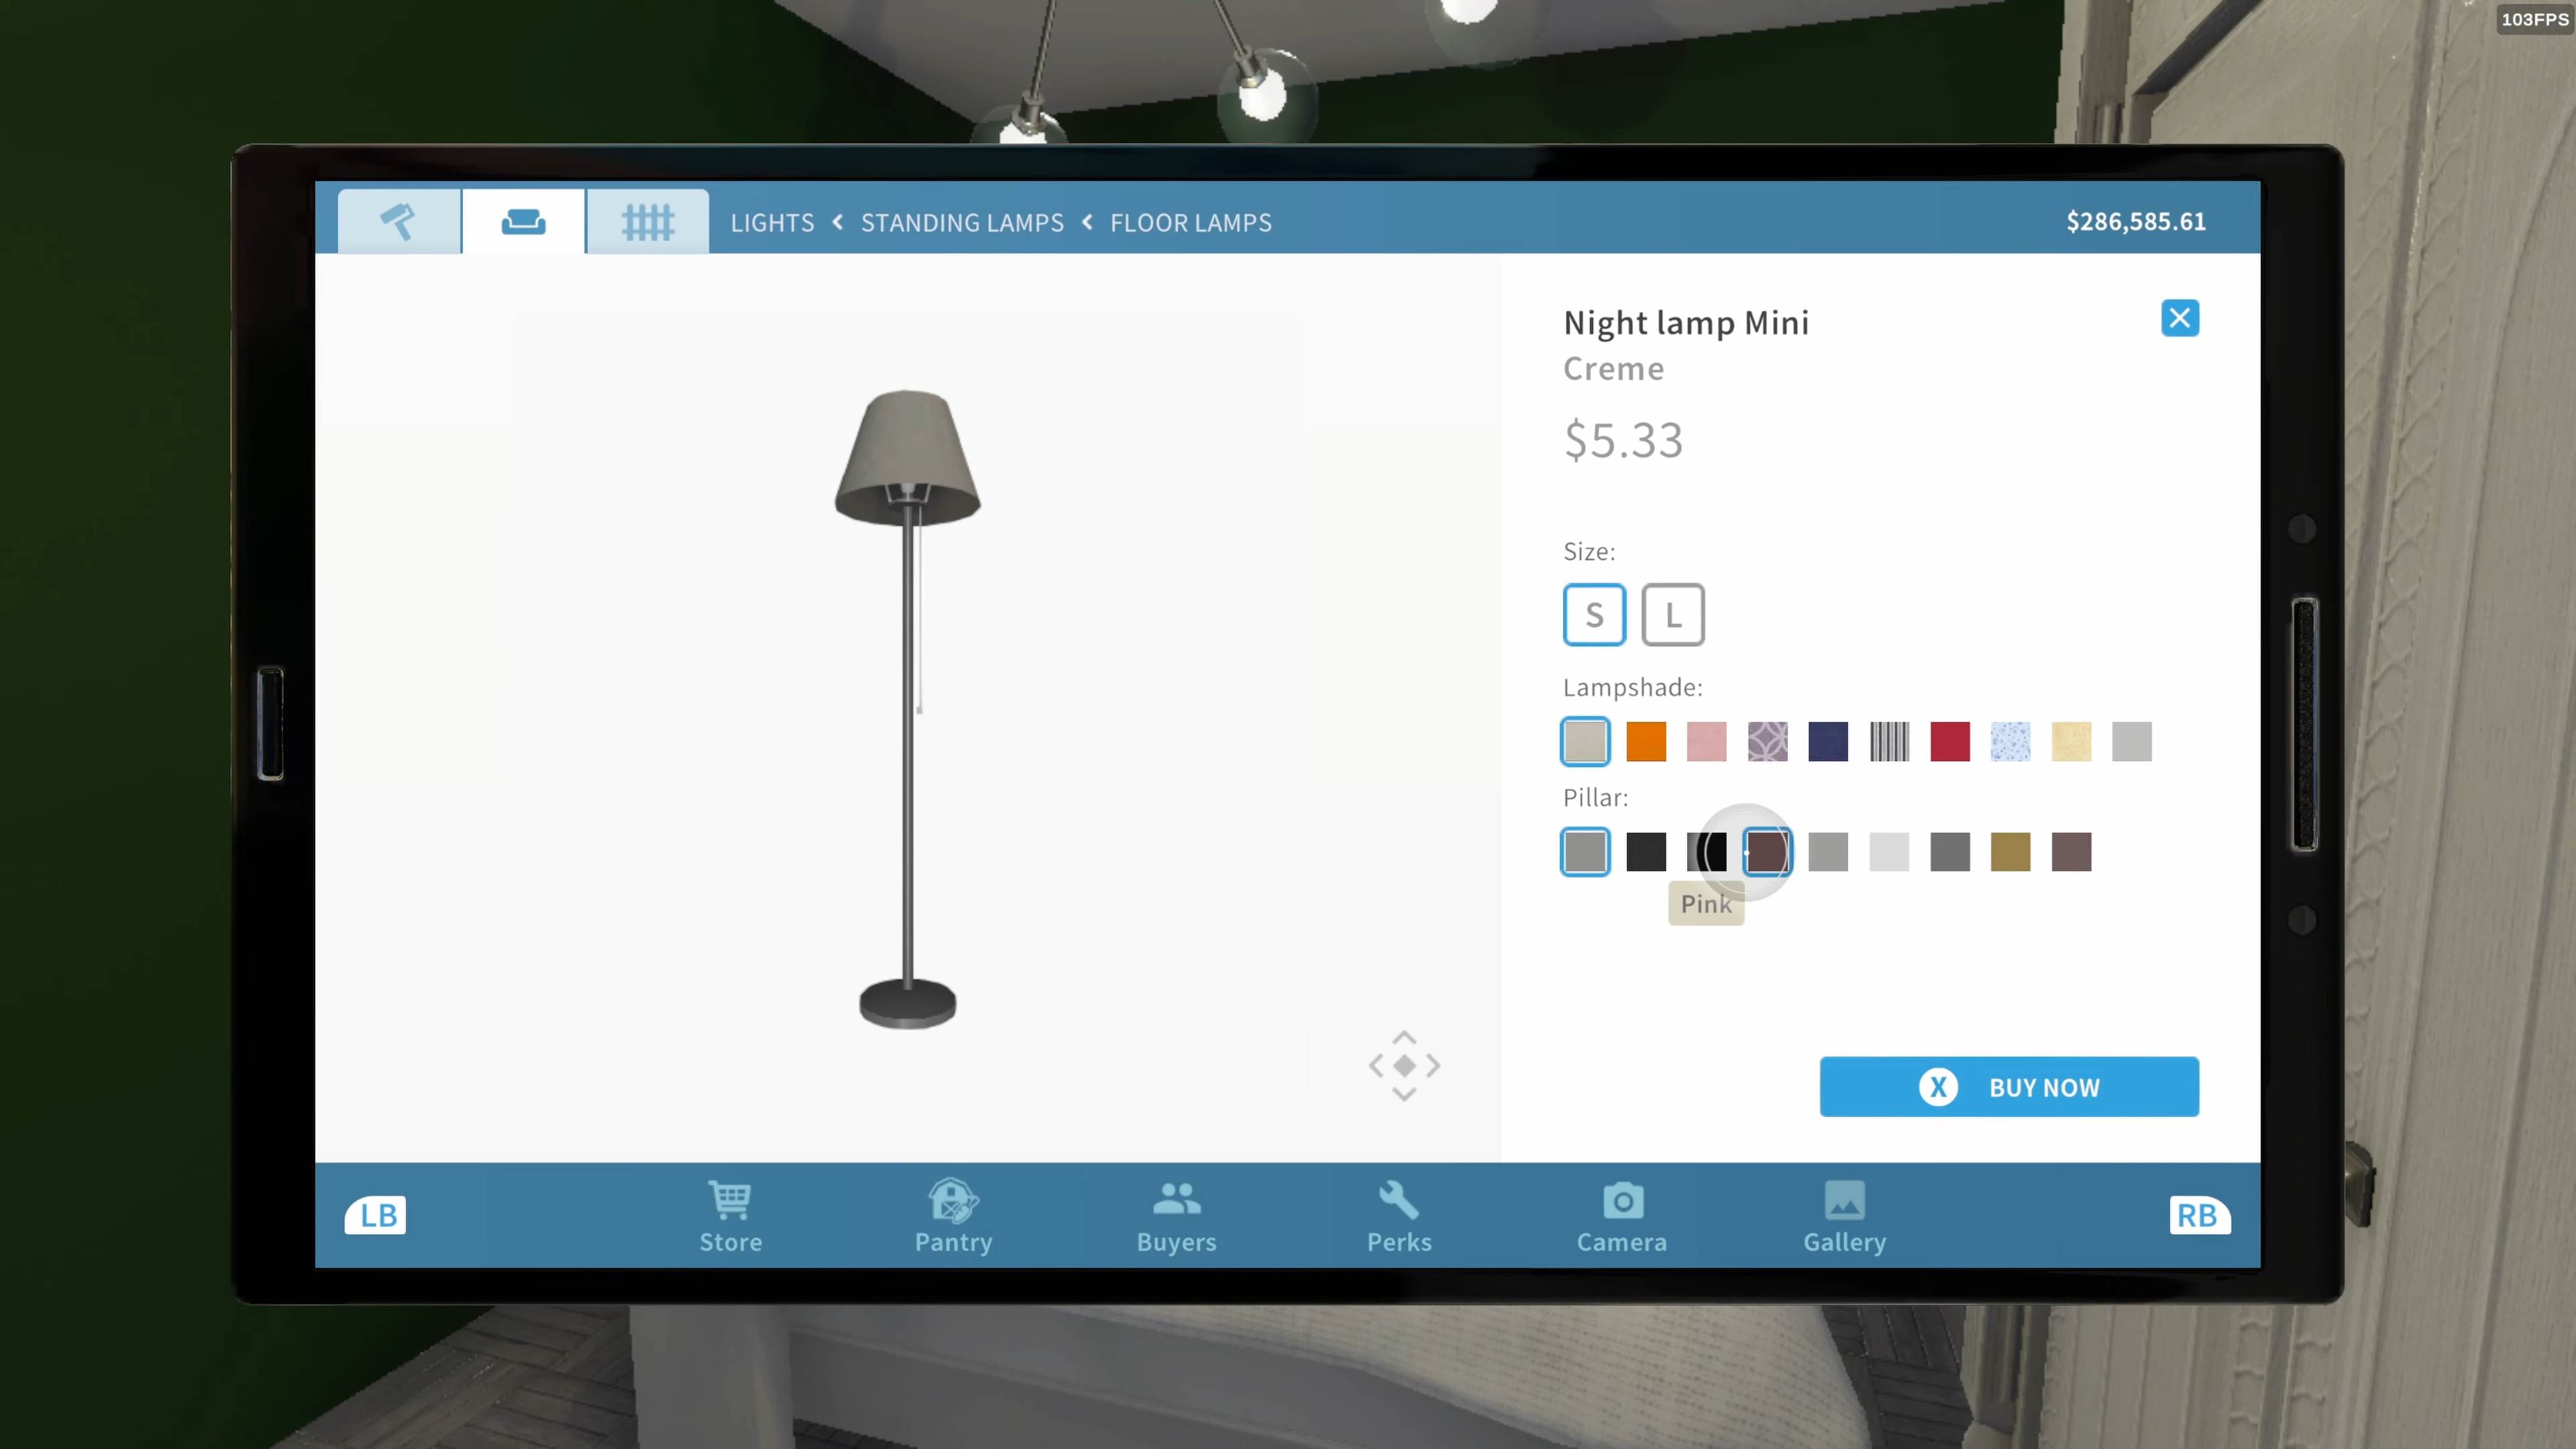 103FPS
LIGHTS < STANDING LAMPS < FLOOR LAMPS
$286,585.61
Night lamp Mini
Creme
$5.33
Size:
S L
Lampshade:
Pillar:
Pink
X BUY NOW
LB
Store
Pantry
Buyers
Perks
Camera
Gallery
RB